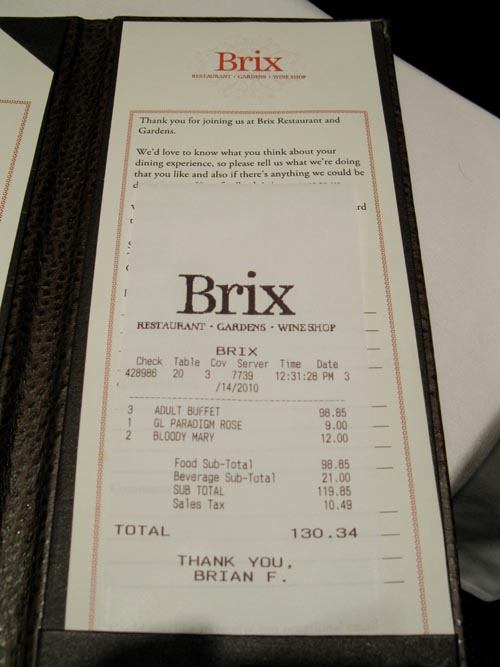 Brix
RESTAURANT • GARDENS • WINE SHOP
Thank you for joining us at Brix Restaurant and
Gardens.
We'd love to know what you think about your
dining experience, so please tell us what we're doing
that you like and also if there's anything we could be
Brix
RESTAURANT • GARDENS • WINE SHOP
BRIX
Check Table Cov Server Time Date
428986 20 3 7739 12:31:28 PM 3
/14/2010
3 ADULT BUFFET 98.85
1 GL PARADIGM ROSE 9.00
2 BLOODY MARY 12.00
Food Sub-Total 98.85
Beverage Sub-Total 21.00
SUB TOTAL 119.85
Sales Tax 10.49
TOTAL 130.34
THANK YOU,
BRIAN F.